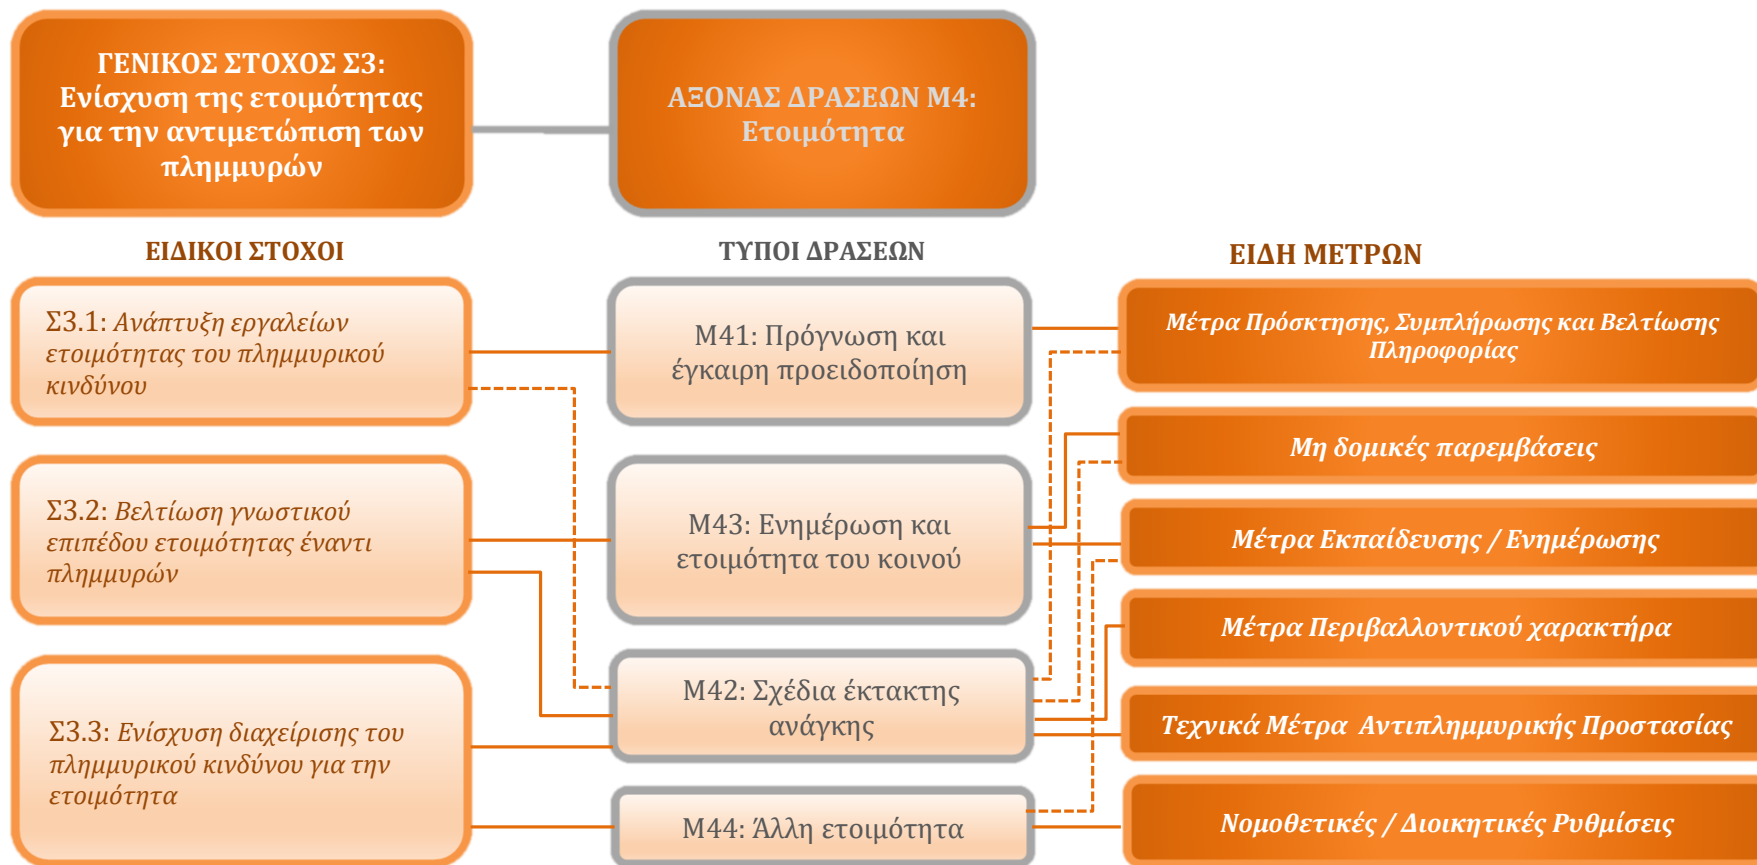 ΓΕΝΙΚΟΣ ΣΤΟΧΟΣ Σ3:
Ενίσχυση της ετοιμότητας
για την αντιμετώπιση των
πλημμυρών
ΑΞΟΝΑΣ ΔΡΑΣΕΩΝ Μ4:
Ετοιμότητα
ΕΙΔΙΚΟΙ ΣΤΟΧΟΙ
Σ3.1: Ανάπτυξη εργαλείων
ετοιμότητας του πλημμυρικού
κινδύνου
Σ3.2: Βελτίωση γνωστικού
επιπέδου ετοιμότητας έναντι
πλημμυρών
Σ3.3: Ενίσχυση διαχείρισης του
πλημμυρικού κινδύνου για την
ετοιμότητα
ΤΥΠΟΙ ΔΡΑΣΕΩΝ
Μ41: Πρόγνωση και
έγκαιρη προειδοποίηση
Μ43: Ενημέρωση και
ετοιμότητα του κοινού
Μ42: Σχέδια έκτακτης
ανάγκης
Μ44: Άλλη ετοιμότητα
ΕΙΔΗ ΜΕΤΡΩΝ
Μέτρα Πρόσκτησης, Συμπλήρωσης και Βελτίωσης
Πληροφορίας
Μη δομικές παρεμβάσεις
Μέτρα Εκπαίδευσης / Ενημέρωσης
Μέτρα Περιβαλλοντικού χαρακτήρα
Τεχνικά Μέτρα Αντιπλημμυρικής Προστασίας
Νομοθετικές / Διοικητικές Ρυθμίσεις